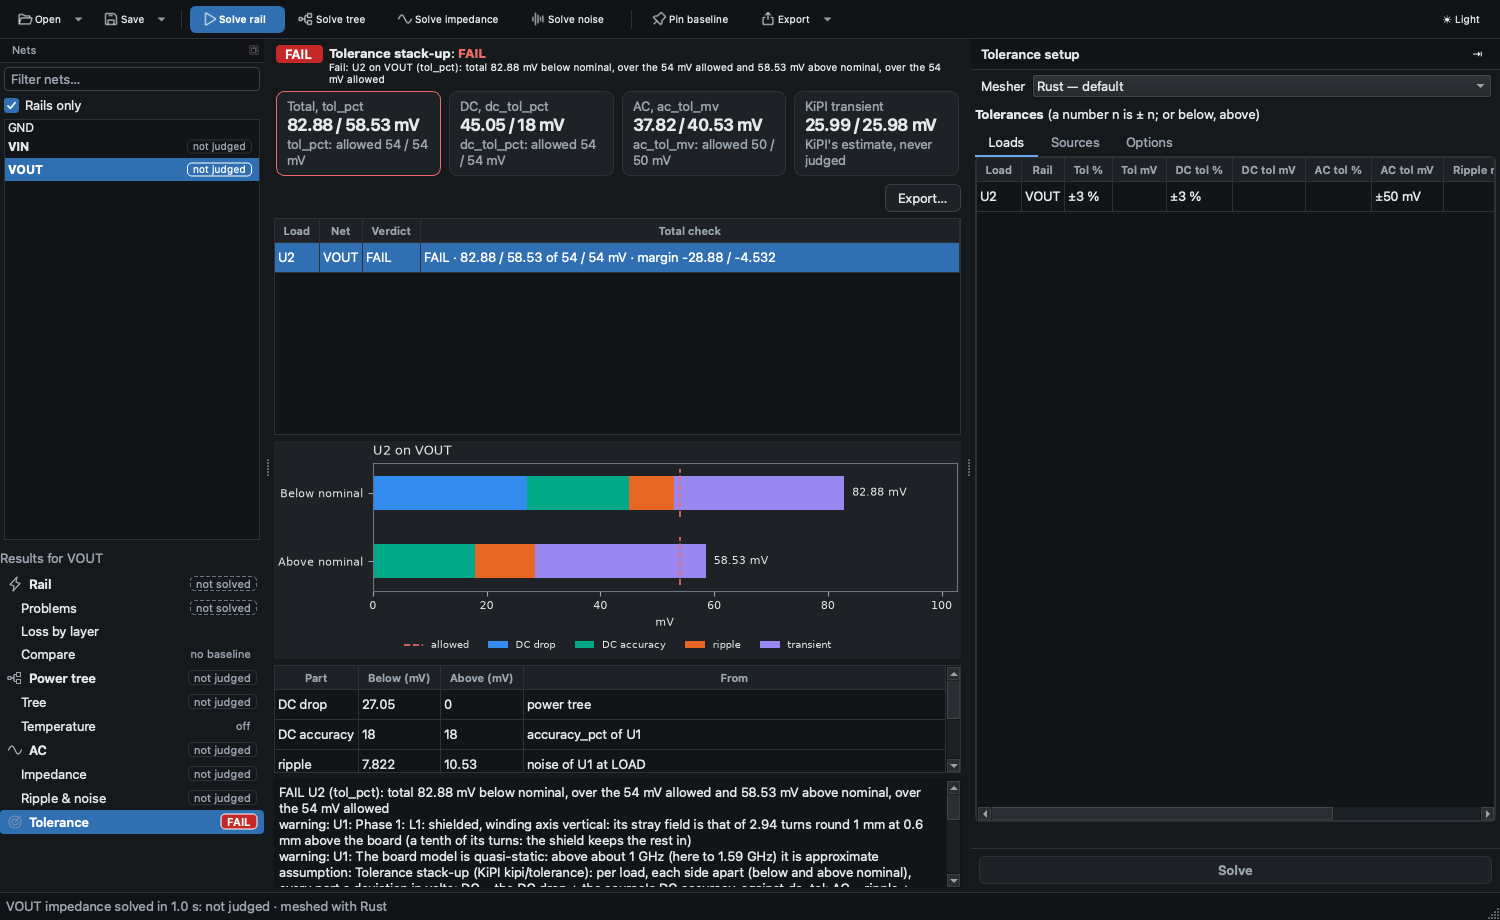 Open Save Solve rail Solve tree Solve impedance Solve noise Pin baseline Export Light
Nets
Filter nets...
Rails only
GND
VIN not judged
VOUT not judged
Results for VOUT
Rail not solved
Problems not solved
Loss by layer
Compare no baseline
Power tree not judged
Tree not judged
Temperature off
AC not judged
Impedance not judged
Ripple & noise not judged
Tolerance FAIL
FAIL Tolerance stack-up: FAIL
Fail: U2 on VOUT (tol_pct): total 82.88 mV below nominal, over the 54 mV allowed and 58.53 mV above nominal, over the 54
mV allowed
Total, tol_pct
82.88 / 58.53 mV
tol_pct: allowed 54 / 54
mV
DC, dc_tol_pct
45.05 / 18 mV
dc_tol_pct: allowed 54
/ 54 mV
AC, ac_tol_mv
37.82 / 40.53 mV
ac_tol_mv: allowed 50 /
50 mV
KiPI transient
25.99 / 25.98 mV
KiPI's estimate, never
judged
Export...
Load Net Verdict Total check
U2 VOUT FAIL FAIL · 82.88 / 58.53 of 54 / 54 mV · margin -28.88 / -4.532
U2 on VOUT
Below nominal 82.88 mV
Above nominal 58.53 mV
0 20 40 60 80 100
mV
allowed DC drop DC accuracy ripple transient
Part Below (mV) Above (mV) From
DC drop 27.05 0 power tree
DC accuracy 18 18 accuracy_pct of U1
ripple 7.822 10.53 noise of U1 at LOAD
FAIL U2 (tol_pct): total 82.88 mV below nominal, over the 54 mV allowed and 58.53 mV above nominal, over
the 54 mV allowed
warning: U1: Phase 1: L1: shielded, winding axis vertical: its stray field is that of 2.94 turns round 1 mm at 0.6
mm above the board (a tenth of its turns: the shield keeps the rest in)
warning: U1: The board model is quasi-static: above about 1 GHz (here to 1.59 GHz) it is approximate
assumption: Tolerance stack-up (KiPI kipi/tolerance): per load, each side apart (below and above nominal),
Tolerance setup
Mesher Rust — default
Tolerances (a number n is ± n; or below, above)
Loads Sources Options
Load Rail Tol % Tol mV DC tol % DC tol mV AC tol % AC tol mV Ripple
U2 VOUT ±3 % ±3 % ±50 mV
Solve
VOUT impedance solved in 1.0 s: not judged · meshed with Rust